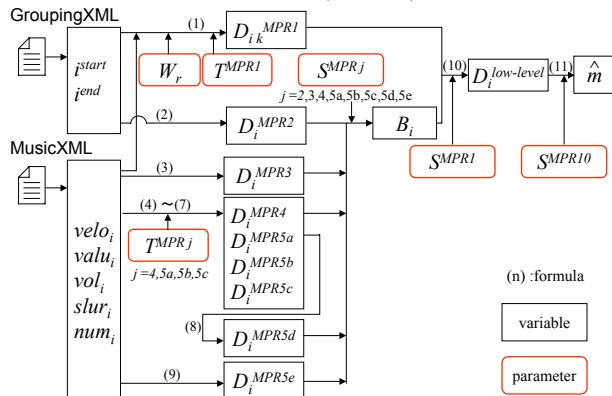 GroupingXML
i^start
i^end
(1)
W_r
T^MPR1
D_ik^MPR1
S^MPRj
j=2,3,4,5a,5b,5c,5d,5e
(10)
D_i^low-level
(11)
m̂
(2)
D_i^MPR2
B_i
S^MPR1
S^MPR10
MusicXML
velo_i
valu_i
vol_i
slur_i
num_i
(3)
D_i^MPR3
(4) ~(7)
T^MPRj
j=4,5a,5b,5c
D_i^MPR4
D_i^MPR5a
D_i^MPR5b
D_i^MPR5c
(8)
D_i^MPR5d
(9)
D_i^MPR5e
(n) :formula
variable
parameter